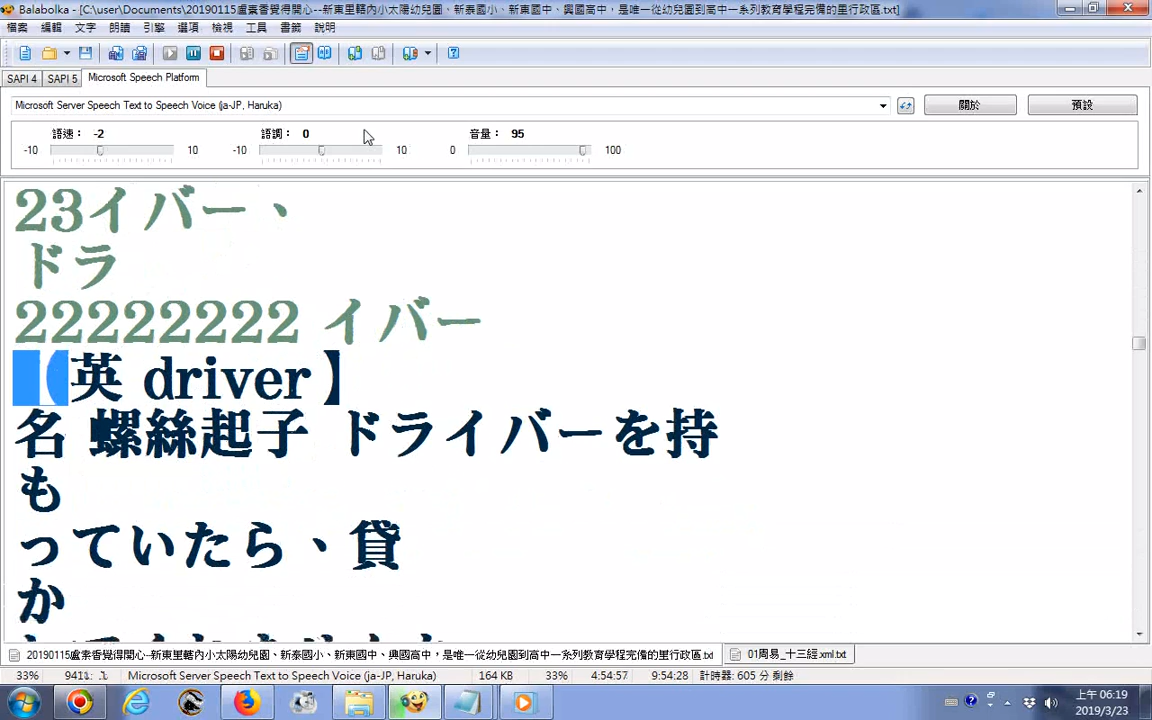 Balabolka - [C:\user\Documents\20190115盧素香覺得開心--新東里轄內小太陽幼兒園、新泰國小、新東國中、興國高中，是唯一從幼兒園到高中一系列教育學程完備的里行政區.txt]
檔案 編輯 文字 朗讀 引擎 選項 檢視 工具 書籤 說明
SAPI 4 SAPI 5 Microsoft Speech Platform
Microsoft Server Speech Text to Speech Voice (ja-JP, Haruka) 關於 預設
語速： -2 語調： 0 音量： 95
-10 10 -10 10 0 100
23イバー、
ドラ
22222222 イバー
【(英 driver】
名 螺絲起子 ドライバーを持
も
っていたら、貸
か
20190115盧素香覺得開心--新東里轄內小太陽幼兒園、新泰國小、新東國中、興國高中，是唯一從幼兒園到高中一系列教育學程完備的里行政區.txt 01周易_十三經.xml.txt
33% Microsoft Server Speech Text to Speech Voice (ja-JP, Haruka) 164 KB 33% 4:54:57 9:54:28 計時器: 605 分 剩餘
上午 06:19
2019/3/23